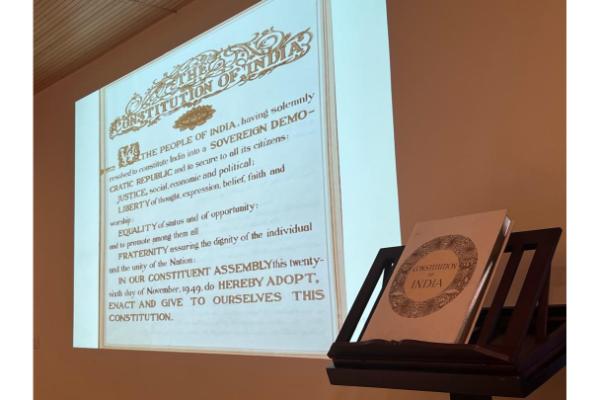 THE
CONSTITUTION OF INDIA
WE, THE PEOPLE OF INDIA, having solemnly
resolved to constitute India into a SOVEREIGN DEMO-
CRATIC REPUBLIC and to secure to all its citizens:
JUSTICE, social, economic and political;
LIBERTY of thought, expression, belief, faith and
worship;
EQUALITY of status and of opportunity;
and to promote among them all
FRATERNITY assuring the dignity of the individual
and the unity of the Nation;
IN OUR CONSTITUENT ASSEMBLY this twenty-
sixth day of November, 1949, do HEREBY ADOPT,
ENACT AND GIVE TO OURSELVES THIS
CONSTITUTION.
CONSTITUTION
OF
INDIA